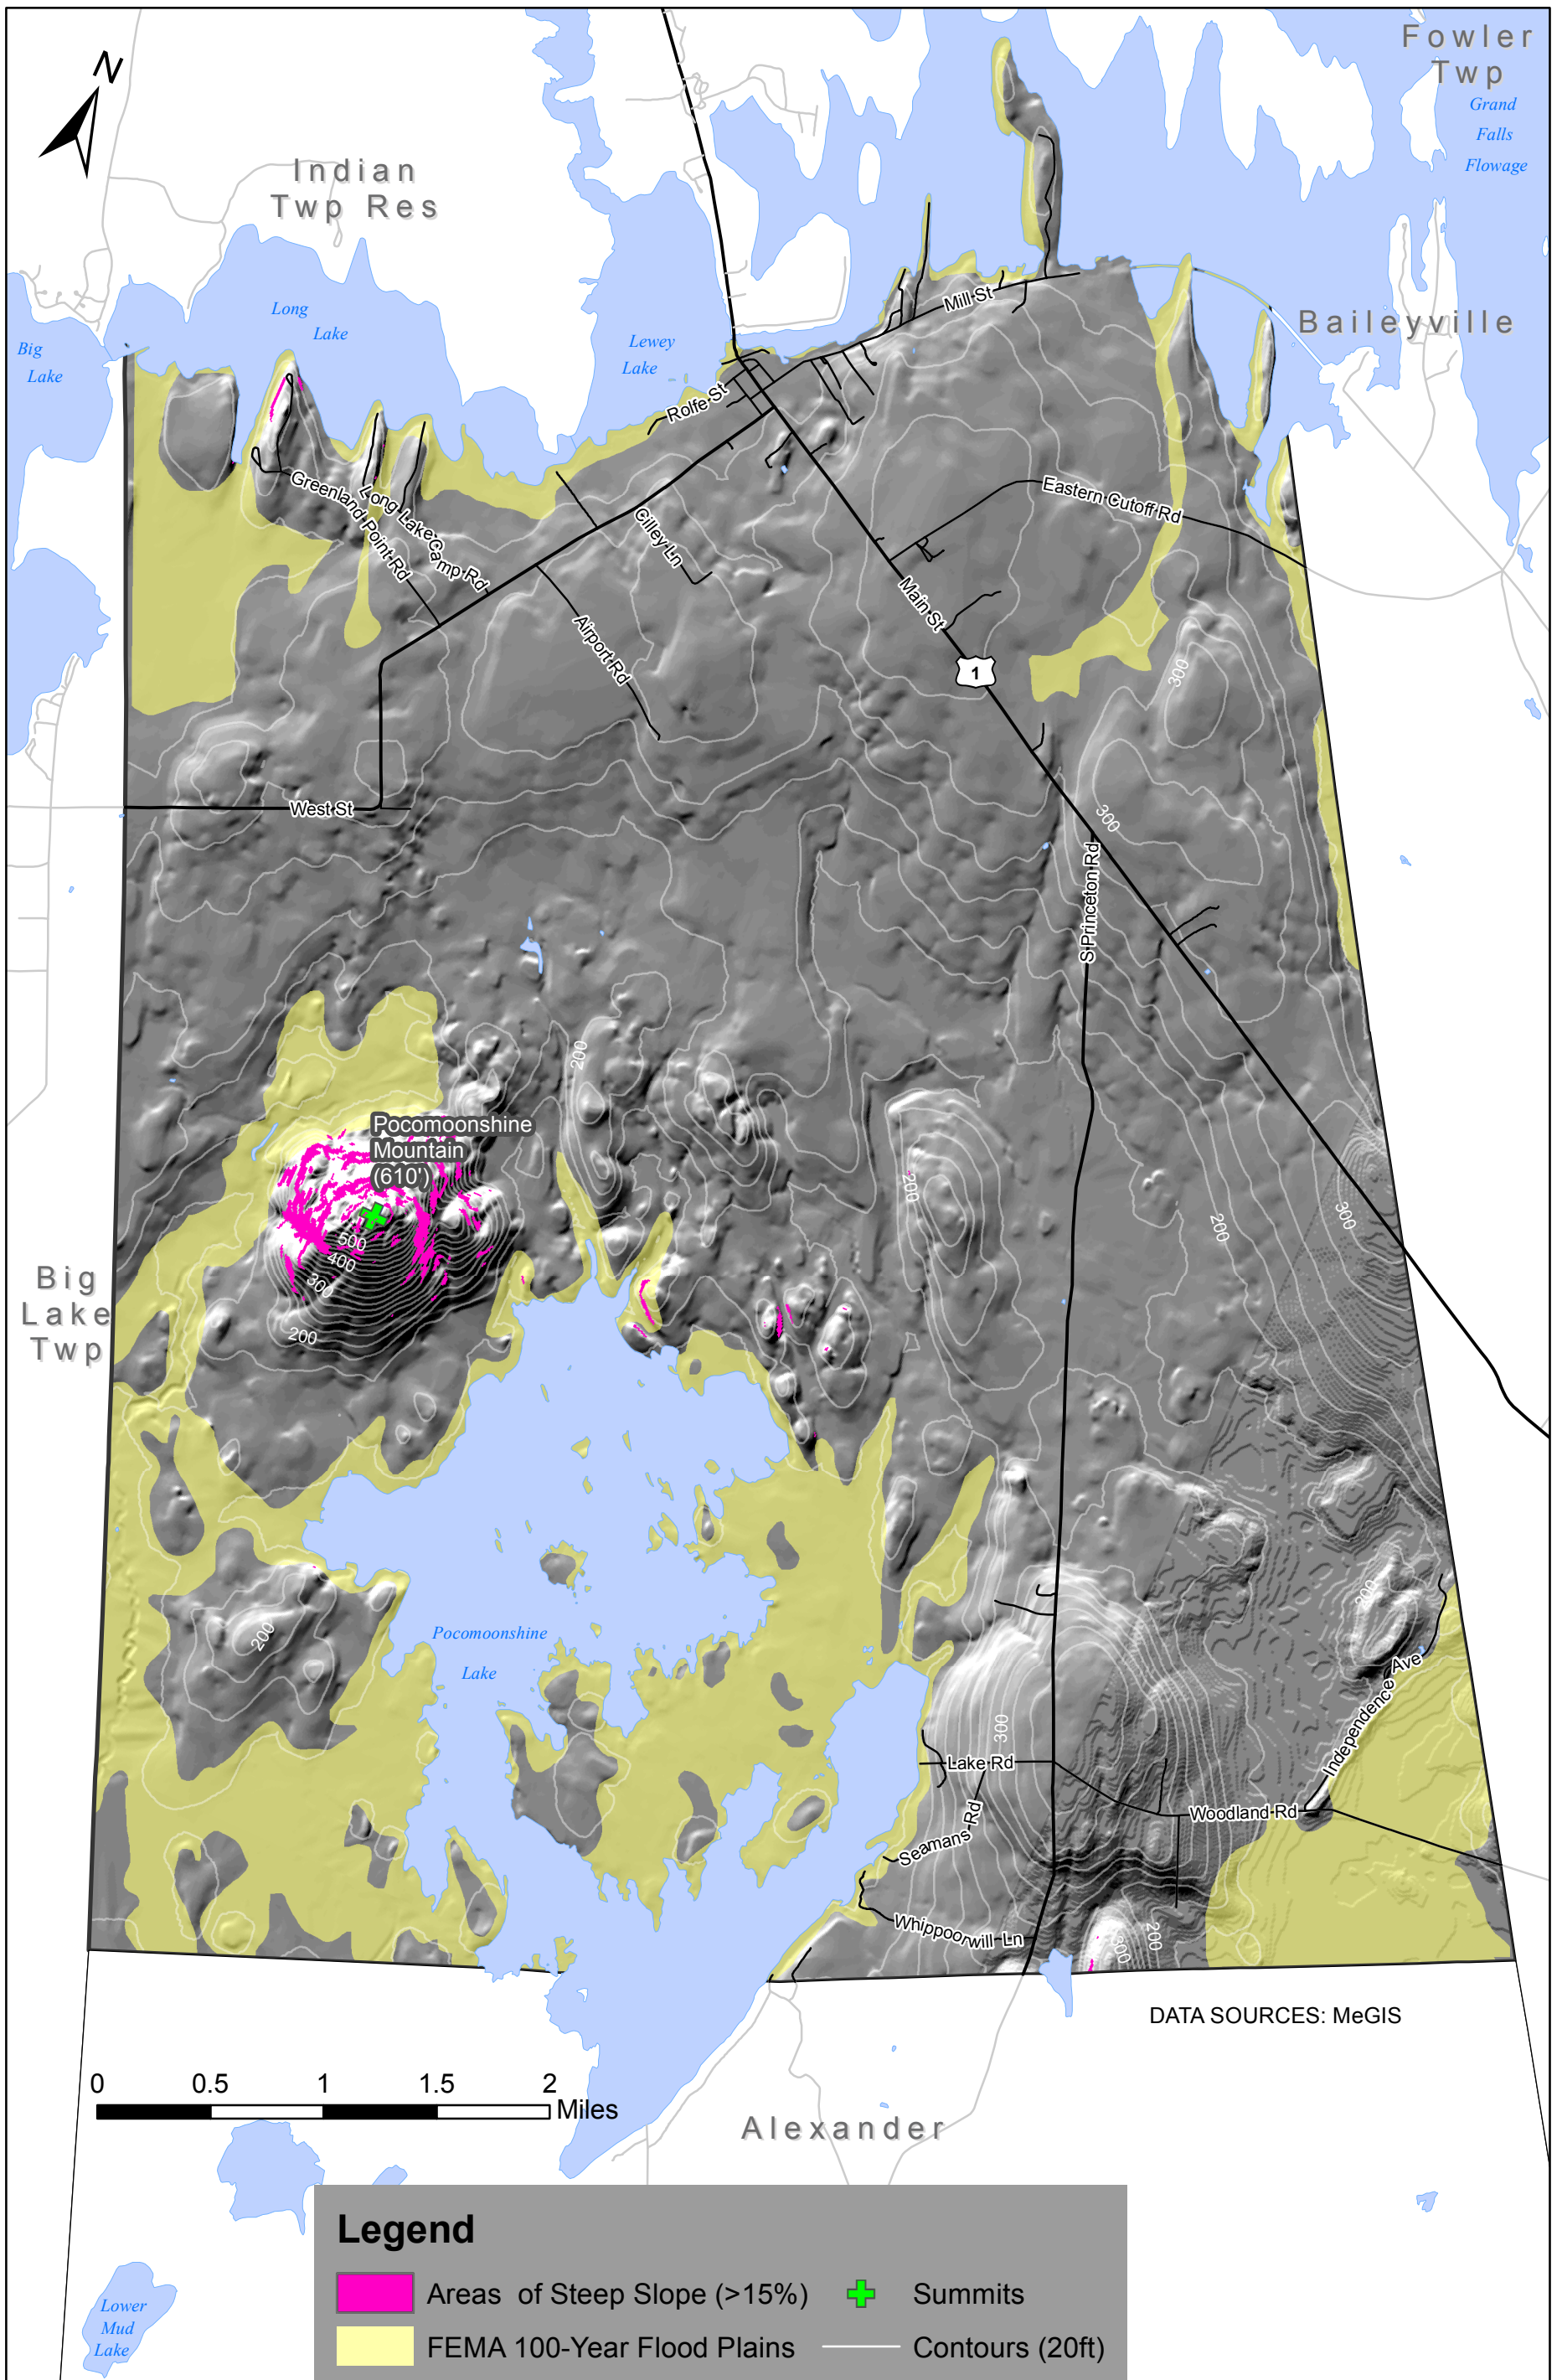 Fowler
Twp
Grand
Falls
Flowage
N
Indian
Twp Res
Long
Lake
Big
Lake
Lewey
Lake
Mill St
Baileyville
Rolfe St
Greenland Point Rd
Long Lake Camp Rd
Cilley Ln
Eastern Cutoff Rd
Airport Rd
Main St
1
300
West St
300
S Princeton Rd
200
Pocomoonshine
Mountain
(610')
200
200
300
500
400
300
200
Big
Lake
Twp
200
200
Pocomoonshine
Lake
Independence Ave
300
Lake Rd
Woodland Rd
Seamans Rd
Whippoorwill Ln
200
300
DATA SOURCES: MeGIS
0 0.5 1 1.5 2
Miles
Alexander
Legend
Areas of Steep Slope (>15%)
Summits
FEMA 100-Year Flood Plains
Contours (20ft)
Lower
Mud
Lake